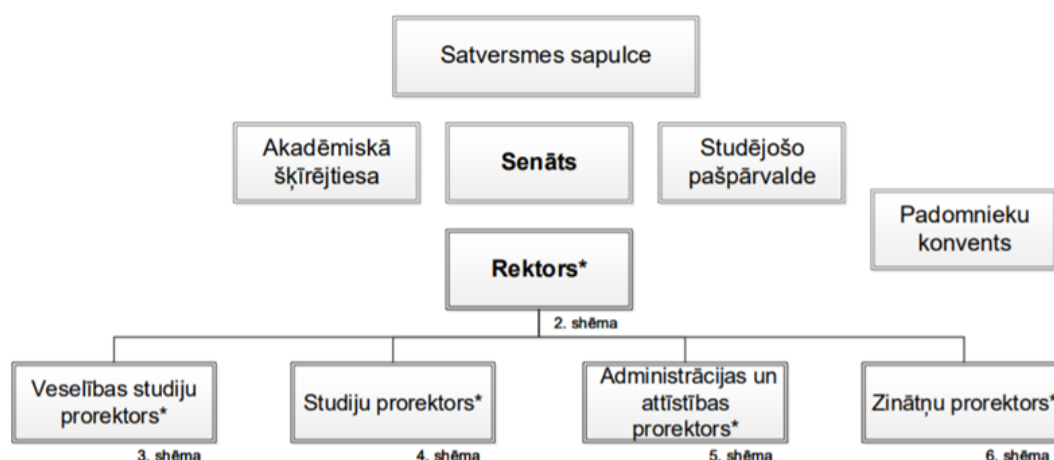 Satversmes sapulce
Akadēmiskā
šķīrējtiesa
Senāts
Studējošo
pašpārvalde
Padomnieku
konvents
Rektors*
2. shēma
Veselības studiju
prorektors*
Studiju prorektors*
Administrācijas un
attīstības
prorektors*
Zinātņu prorektors*
3. shēma
4. shēma
5. shēma
6. shēma